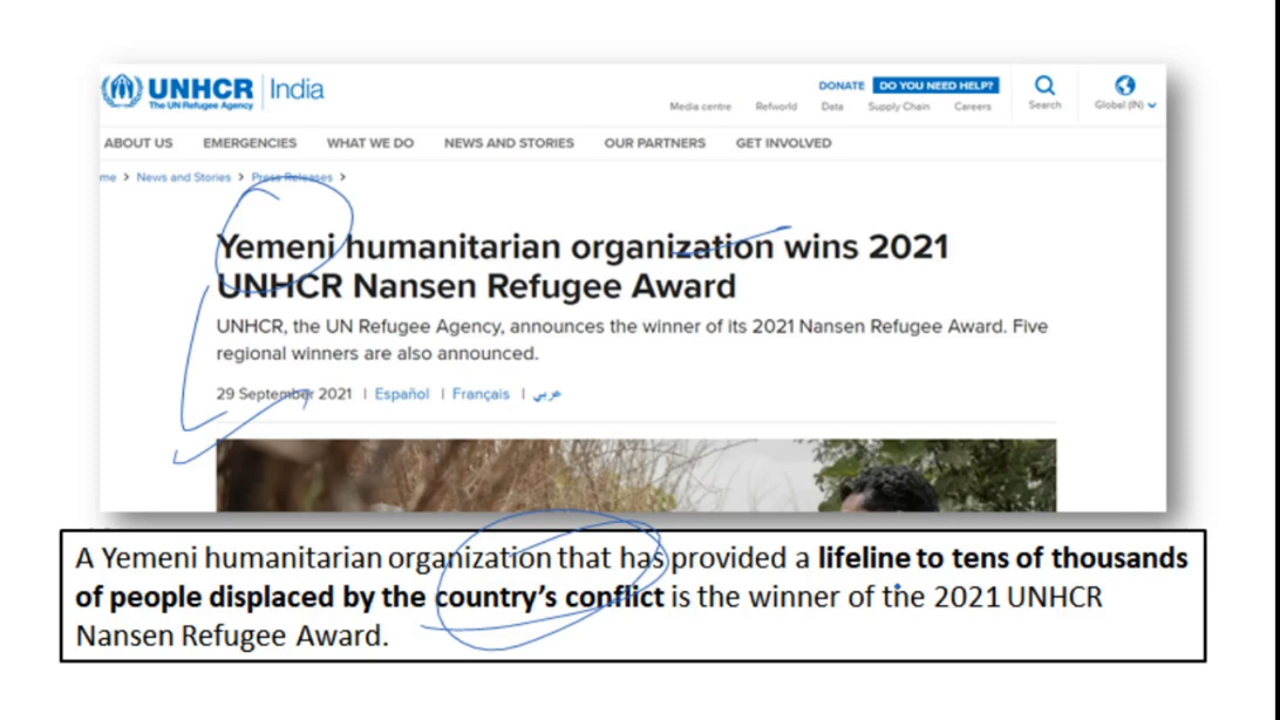 UNHCR India
The UN Refugee Agency
DONATE DO YOU NEED HELP?
Media centre Refworld Data Supply Chain Careers Search Global (IN)
ABOUT US EMERGENCIES WHAT WE DO NEWS AND STORIES OUR PARTNERS GET INVOLVED
me > News and Stories > Press Releases >
Yemeni humanitarian organization wins 2021
UNHCR Nansen Refugee Award
UNHCR, the UN Refugee Agency, announces the winner of its 2021 Nansen Refugee Award. Five
regional winners are also announced.
29 September 2021 | Español | Français | عربي
A Yemeni humanitarian organization that has provided a lifeline to tens of thousands
of people displaced by the country's conflict is the winner of the 2021 UNHCR
Nansen Refugee Award.